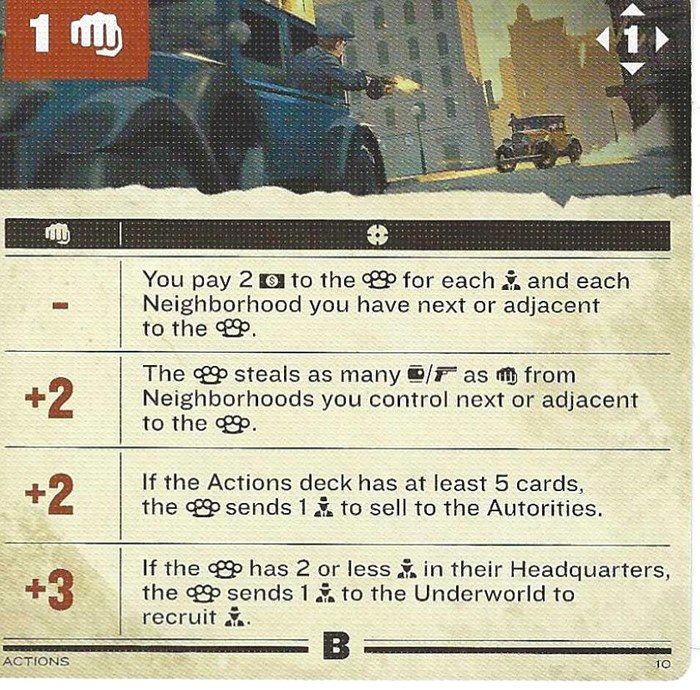 1
1
-
You pay 2 to the for each and each
Neighborhood you have next or adjacent
to the .
+2
The steals as many / as from
Neighborhoods you control next or adjacent
to the .
+2
If the Actions deck has at least 5 cards,
the sends 1 to sell to the Autorities.
+3
If the has 2 or less in their Headquarters,
the sends 1 to the Underworld to
recruit .
B
ACTIONS
10